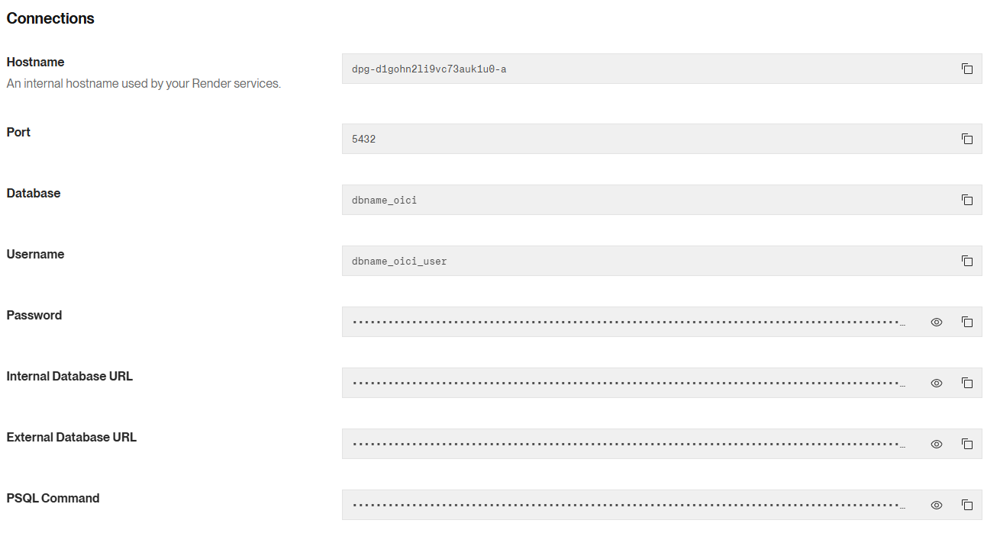 Connections
Hostname
An internal hostname used by your Render services.
dpg-d1gohn2li9vc73auk1u0-a
Port
5432
Database
dbname_oici
Username
dbname_oici_user
Password
Internal Database URL
External Database URL
PSQL Command